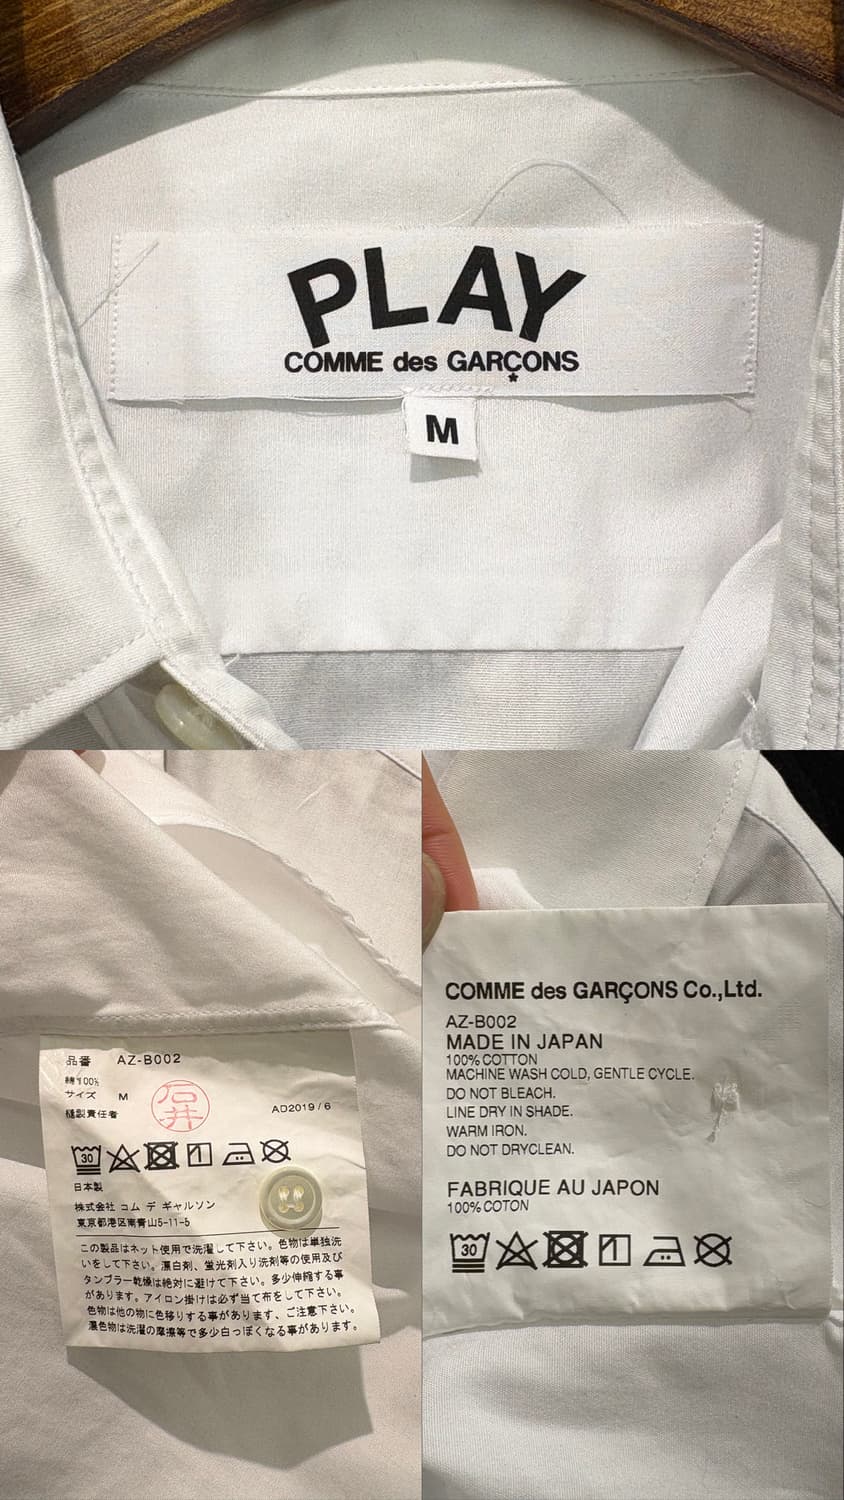 PLAY
COMME des GARÇONS
M
品番 AZ-B002
綿100%
サイズ M
縫製責任者
石井
AD2019/6
30
日本製
株式会社 コム デ ギャルソン
東京都港区南青山5-11-5
この製品はネット使用で洗濯して下さい。色物は単独洗
いをして下さい。漂白剤、蛍光剤入り洗剤等の使用及び
タンブラー乾燥は絶対に避けて下さい。多少伸縮する事
があります。アイロン掛けは必ず当て布をして下さい。
色物は他の物に色移りする事があります、ご注意下さい。
濃色物は洗濯の摩擦等で多少白っぽくなる事があります。
COMME des GARÇONS Co.,Ltd.
AZ-B002
MADE IN JAPAN
100% COTTON
MACHINE WASH COLD, GENTLE CYCLE.
DO NOT BLEACH.
LINE DRY IN SHADE.
WARM IRON.
DO NOT DRYCLEAN.
FABRIQUE AU JAPON
100% COTON
30